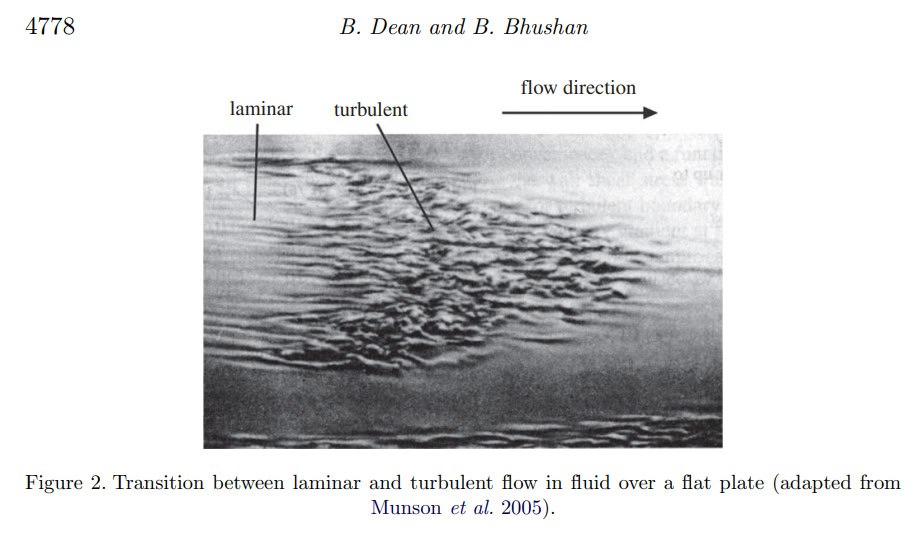 4778
B. Dean and B. Bhushan
flow direction
laminar
turbulent
Figure 2. Transition between laminar and turbulent flow in fluid over a flat plate (adapted from
Munson et al. 2005).